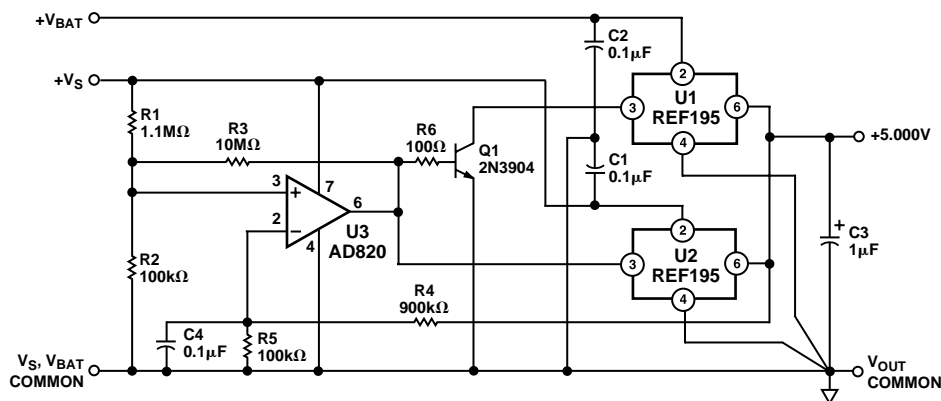 +VBAT
+VS
R1
1.1MΩ
R3
10MΩ
R6
100Ω
Q1
2N3904
C2
0.1μF
C1
0.1μF
2
U1
REF195
3
6
4
+5.000V
3
+
2
−
7
6
4
U3
AD820
2
U2
REF195
3
6
4
+
C3
1μF
R2
100kΩ
R4
900kΩ
C4
0.1μF
R5
100kΩ
VS, VBAT
COMMON
VOUT
COMMON